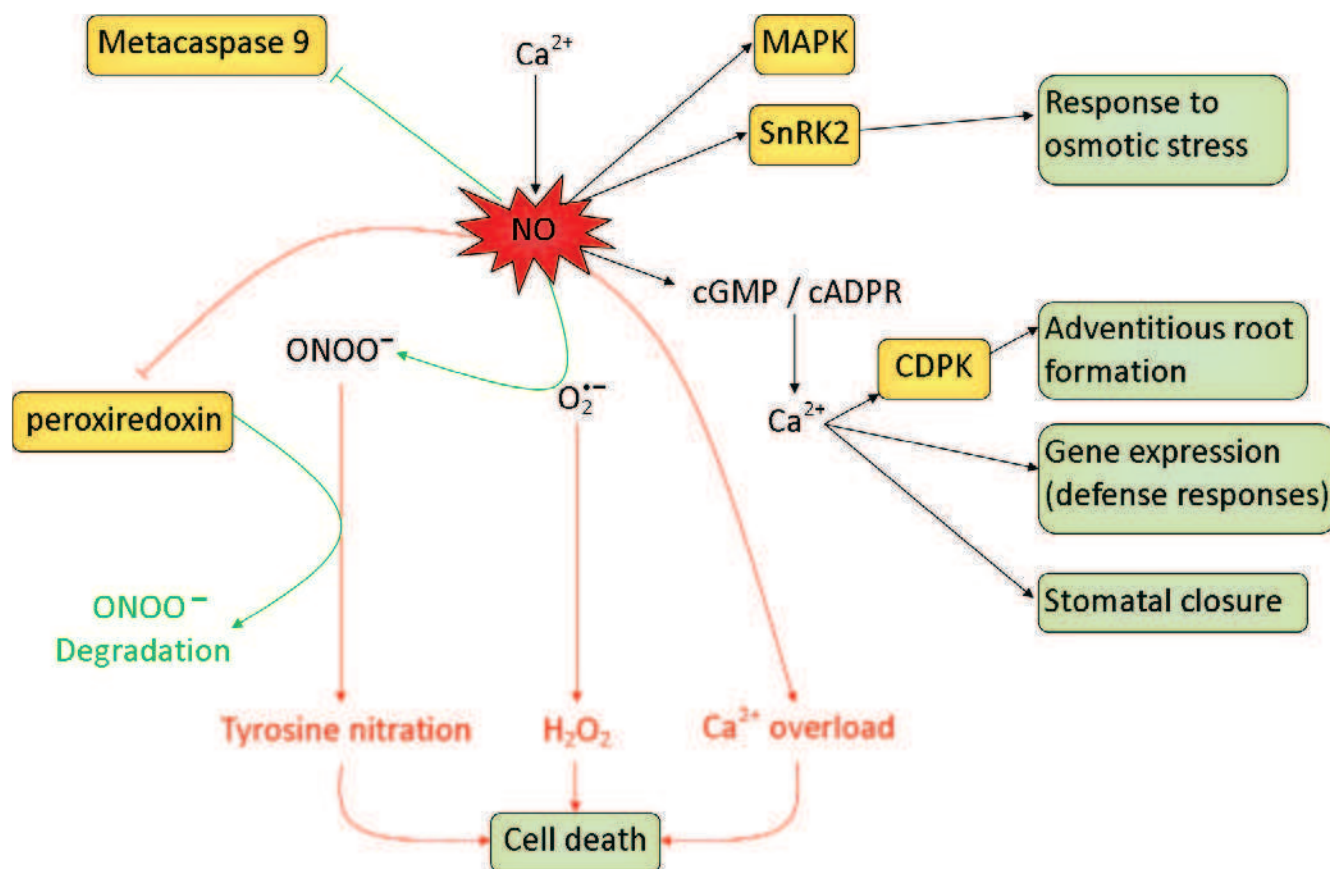 Metacaspase 9
Ca²⁺
MAPK
SnRK2
Response to
osmotic stress
NO
cGMP / cADPR
ONOO⁻
O₂•⁻
CDPK
Adventitious root
formation
Ca²⁺
peroxiredoxin
Gene expression
(defense responses)
Stomatal closure
ONOO⁻
Degradation
Tyrosine nitration
H₂O₂
Ca²⁺ overload
Cell death